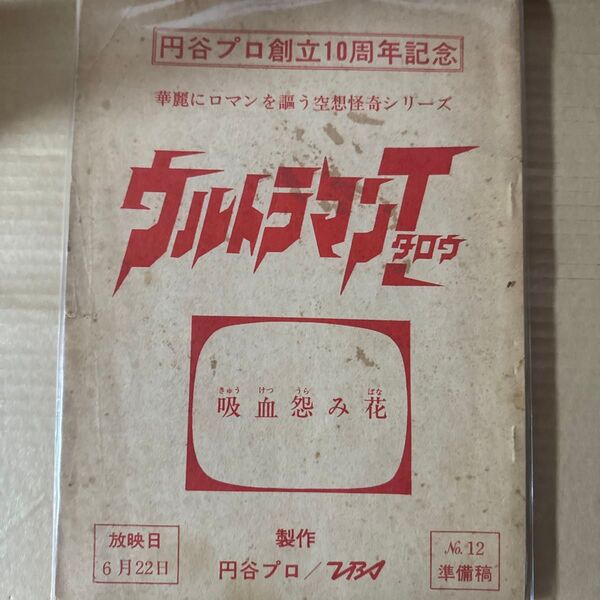 円谷プロ創立10周年記念
華麗にロマンを謳う空想怪奇シリーズ
ウルトラマンT
タロウ
きゅう けつ うら ばな
吸血怨み花
放映日
6月22日
製作
円谷プロ/TBS
No.12
準備稿